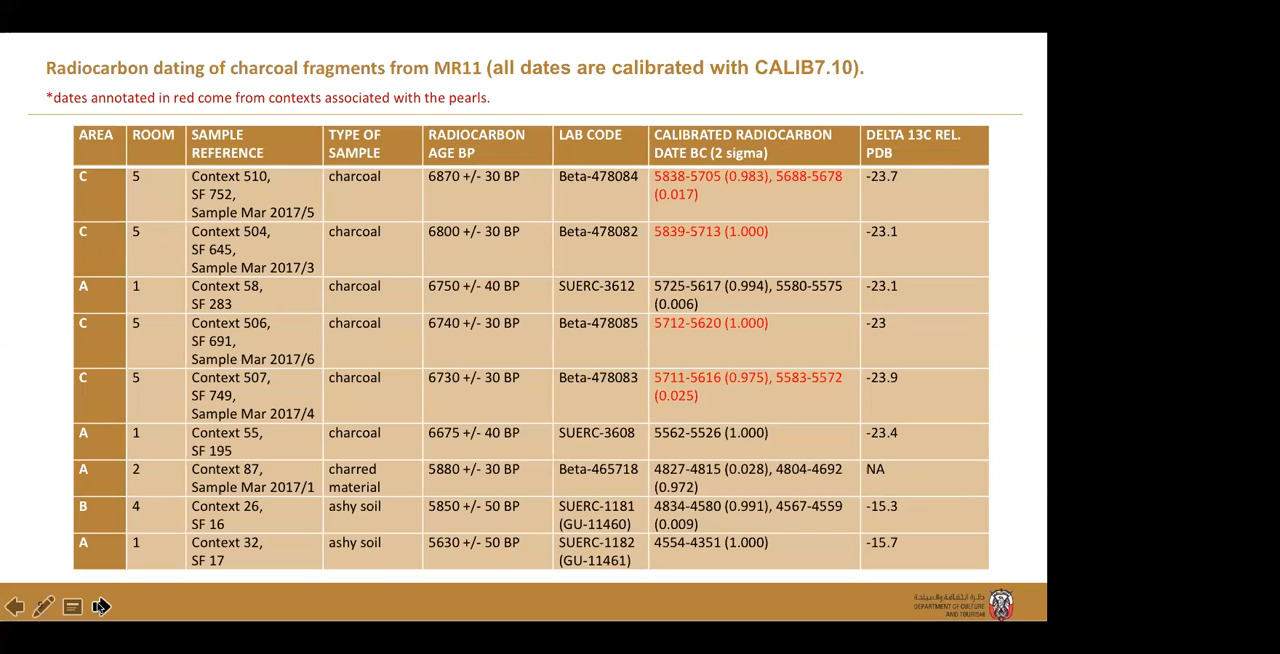 Radiocarbon dating of charcoal fragments from MR11 (all dates are calibrated with CALIB7.10).
*dates annotated in red come from contexts associated with the pearls.
AREA ROOM SAMPLE REFERENCE TYPE OF SAMPLE RADIOCARBON AGE BP LAB CODE CALIBRATED RADIOCARBON DATE BC (2 sigma) DELTA 13C REL. PDB
C 5 Context 510, SF 752, Sample Mar 2017/5 charcoal 6870 +/- 30 BP Beta-478084 5838-5705 (0.983), 5688-5678 (0.017) -23.7
C 5 Context 504, SF 645, Sample Mar 2017/3 charcoal 6800 +/- 30 BP Beta-478082 5839-5713 (1.000) -23.1
A 1 Context 58, SF 283 charcoal 6750 +/- 40 BP SUERC-3612 5725-5617 (0.994), 5580-5575 (0.006) -23.1
C 5 Context 506, SF 691, Sample Mar 2017/6 charcoal 6740 +/- 30 BP Beta-478085 5712-5620 (1.000) -23
C 5 Context 507, SF 749, Sample Mar 2017/4 charcoal 6730 +/- 30 BP Beta-478083 5711-5616 (0.975), 5583-5572 (0.025) -23.9
A 1 Context 55, SF 195 charcoal 6675 +/- 40 BP SUERC-3608 5562-5526 (1.000) -23.4
A 2 Context 87, Sample Mar 2017/1 charred material 5880 +/- 30 BP Beta-465718 4827-4815 (0.028), 4804-4692 (0.972) NA
B 4 Context 26, SF 16 ashy soil 5850 +/- 50 BP SUERC-1181 (GU-11460) 4834-4580 (0.991), 4567-4559 (0.009) -15.3
A 1 Context 32, SF 17 ashy soil 5630 +/- 50 BP SUERC-1182 (GU-11461) 4554-4351 (1.000) -15.7
دائرة الثقافة والسياحة
DEPARTMENT OF CULTURE
AND TOURISM